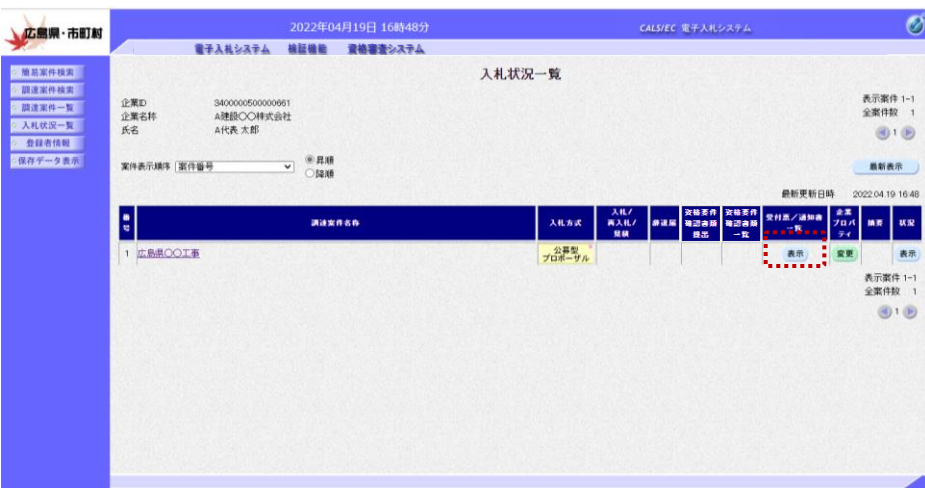 広島県・市町村
2022年04月19日 16時48分
CALS/EC 電子入札システム
電子入札システム 検証機能 資格審査システム
簡易案件検索
調達案件検索
調達案件一覧
入札状況一覧
登録者情報
保存データ表示
入札状況一覧
企業ID 3400000500000661
企業名称 A建設〇〇株式会社
氏名 A代表 太郎
表示案件 1-1
全案件数 1
1
案件表示順序 案件番号
昇順
降順
最新表示
最新更新日時 2022.04.19 16:48
番号 調達案件名称 入札方式 入札/再入札/見積 辞退届 資格要件確認書類提出 資格要件確認書類一覧 受付票/通知書一覧 企業プロパティ 摘要 状況
1 広島県〇〇工事 公募型プロポーザル 表示 変更 表示
表示案件 1-1
全案件数 1
1